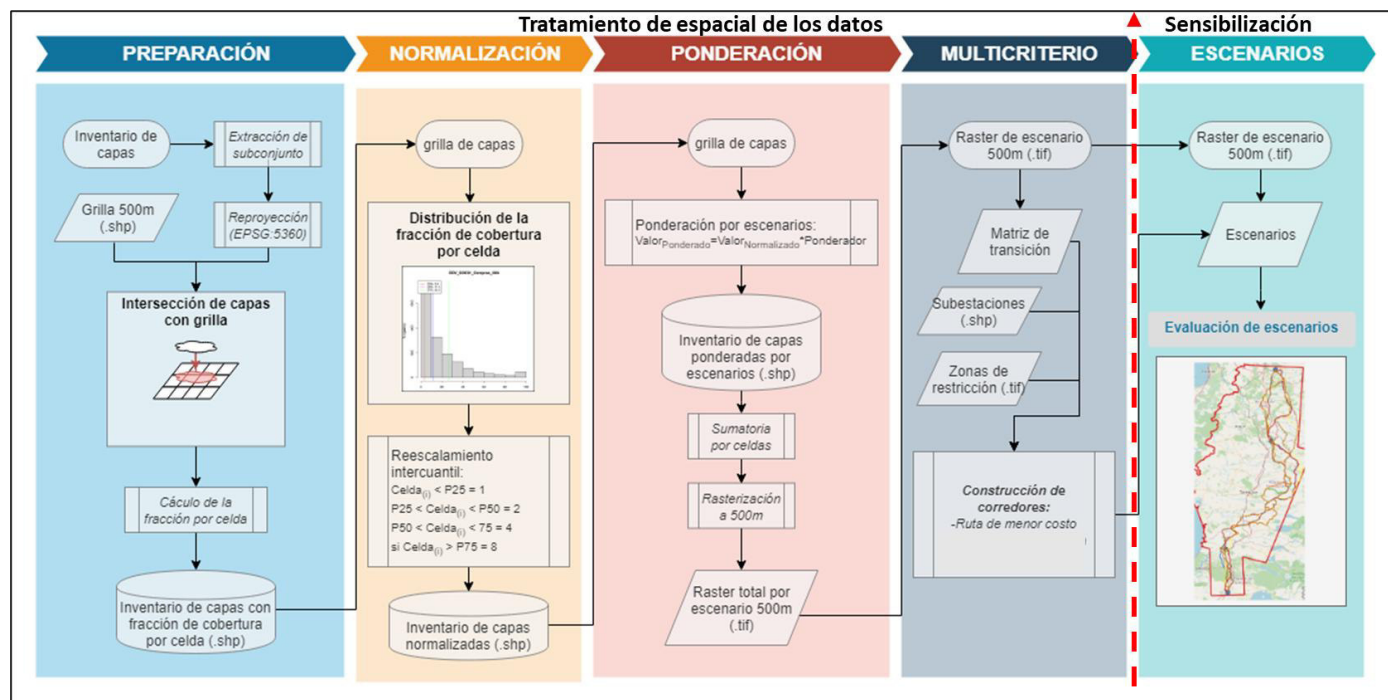 Tratamiento de espacial de los datos
Sensibilización
PREPARACIÓN
NORMALIZACIÓN
PONDERACIÓN
MULTICRITERIO
ESCENARIOS
Inventario de
capas
Extracción de
subconjunto
Grilla 500m
(.shp)
Reproyección
(EPSG:5360)
Intersección de capas
con grilla
Cáculo de la
fracción por celda
Inventario de capas con
fracción de cobertura
por celda (.shp)
grilla de capas
Distribución de la
fracción de cobertura
por celda
Reescalamiento
intercuantil:
Celda(i) < P25 = 1
P25 < Celda(i) < P50 = 2
P50 < Celda(i) < 75 = 4
si Celda(i) > P75 = 8
Inventario de capas
normalizadas (.shp)
grilla de capas
Ponderación por escenarios:
ValorPonderado=ValorNormalizado*Ponderador
Inventario de capas
ponderadas por
escenarios (.shp)
Sumatoria
por celdas
Rasterización
a 500m
Raster total por
escenario 500m
(.tif)
Raster de escenario
500m (.tif)
Matriz de
transición
Subestaciones
(.shp)
Zonas de
restricción (.tif)
Construcción de
corredores:
-Ruta de menor costo
Raster de escenario
500m (.tif)
Escenarios
Evaluación de escenarios